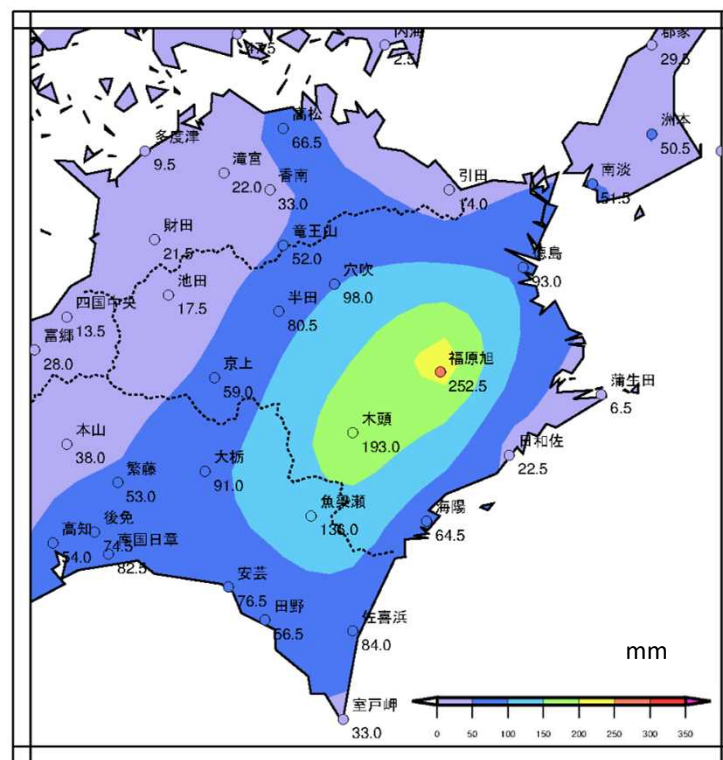 内海
2.5
郡家
29.5
高松
66.5
洲本
50.5
多度津
9.5
滝宮
22.0
香南
33.0
引田
14.0
南淡
51.5
財田
21.5
竜王山
52.0
徳島
93.0
池田
17.5
穴吹
98.0
四国中央
13.5
半田
80.5
富郷
28.0
京上
59.0
福原旭
252.5
蒲生田
6.5
木頭
193.0
本山
38.0
日和佐
22.5
繁藤
53.0
大栃
91.0
魚梁瀬
136.0
海陽
64.5
高知
54.0
後免
74.5
南国日章
82.5
安芸
76.5
田野
56.5
佐喜浜
84.0
室戸岬
33.0
mm
0 50 100 150 200 250 300 350